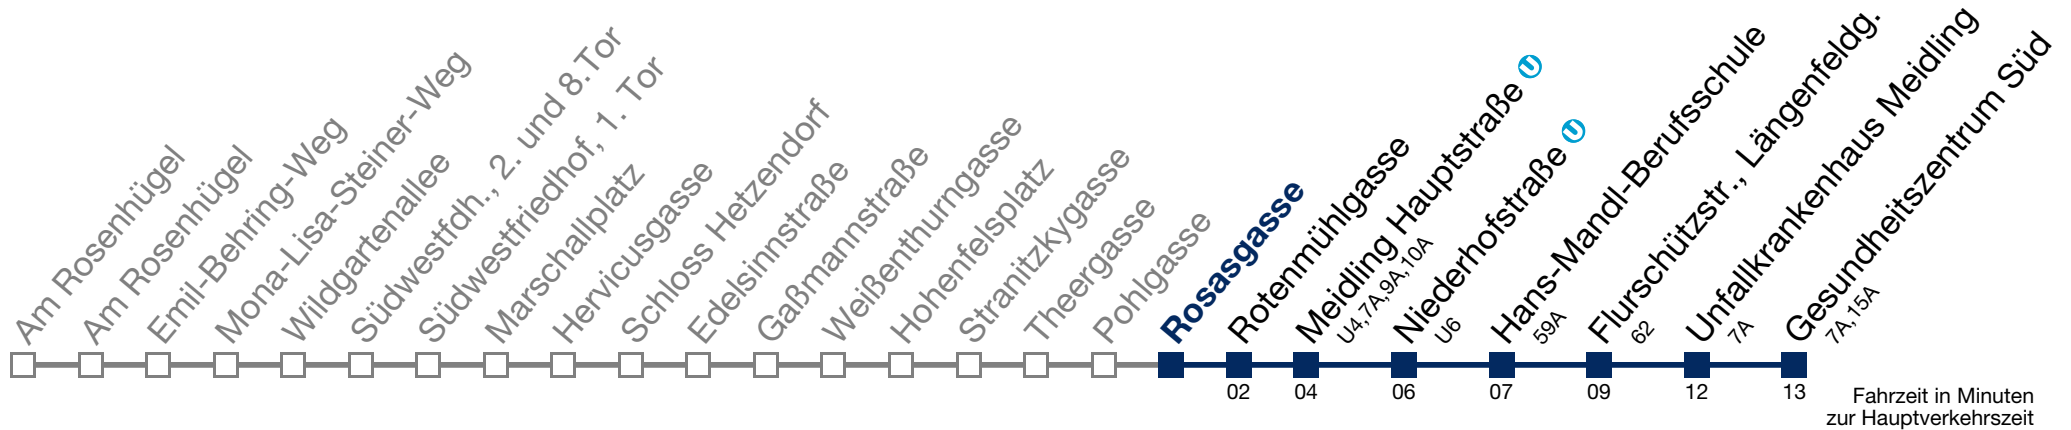 Am Rosenhügel
Am Rosenhügel
Emil-Behring-Weg
Mona-Lisa-Steiner-Weg
Wildgartenallee
Südwestfdh., 2. und 8.Tor
Südwestfriedhof, 1. Tor
Marschallplatz
Hervicusgasse
Schloss Hetzendorf
Edelsinnstraße
Gaßmannstraße
Weißenthurngasse
Hohenfelsplatz
Stranitzkygasse
Theergasse
Pohlgasse
Rosasgasse
Rotenmühlgasse
Meidling Hauptstraße U
U4,7A,9A,10A
Niederhofstraße U
U6
Hans-Mandl-Berufsschule
59A
Flurschützstr., Längenfeldg.
62
Unfallkrankenhaus Meidling
7A
Gesundheitszentrum Süd
7A,15A
02 04 06 07 09 12 13
Fahrzeit in Minuten
zur Hauptverkehrszeit